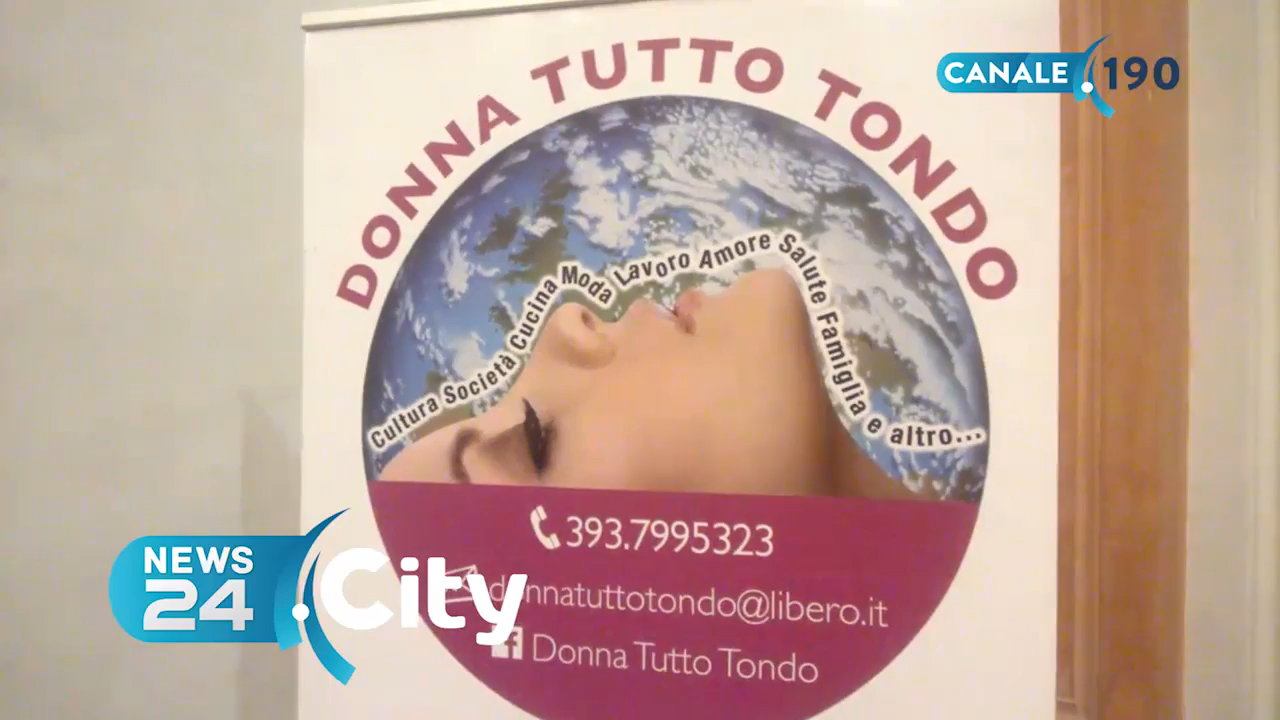 CANALE 190
DONNA TUTTO TONDO
Cultura Società Cucina Moda Lavoro Amore Salute Famiglia e altro...
393.7995323
donnatuttotondo@libero.it
Donna Tutto Tondo
NEWS
24
.City